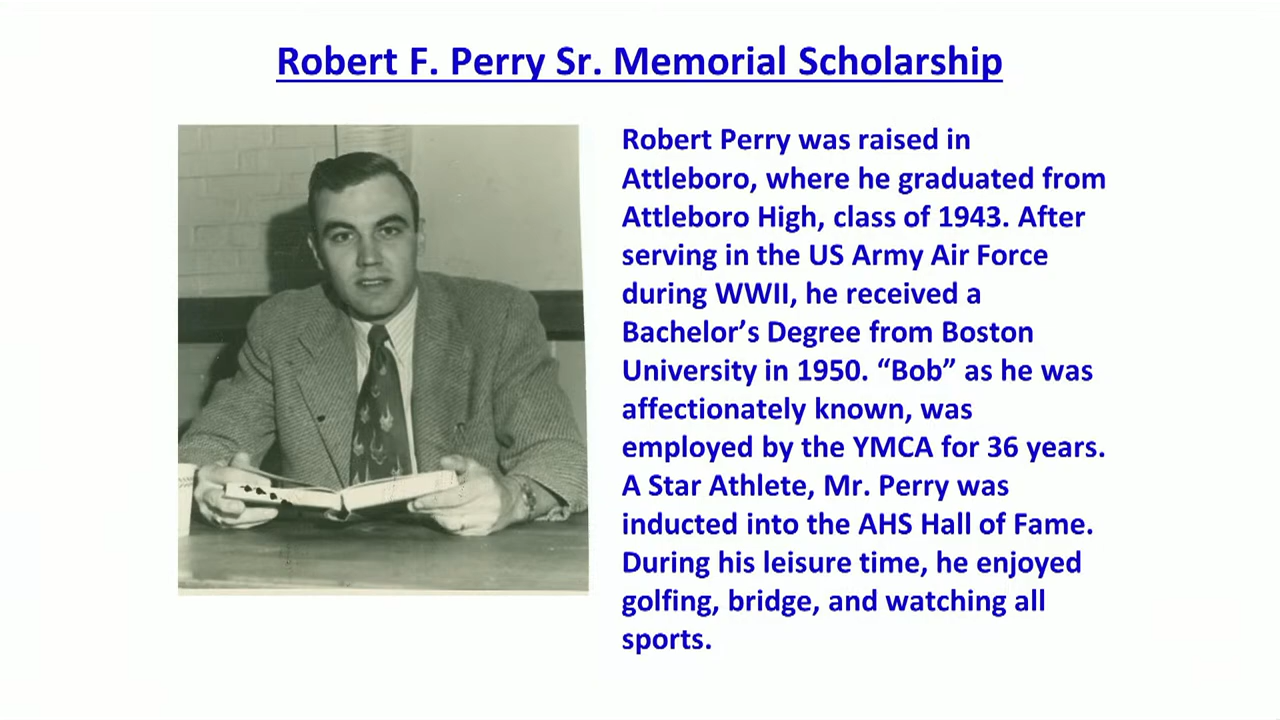 Robert F. Perry Sr. Memorial Scholarship
Robert Perry was raised in
Attleboro, where he graduated from
Attleboro High, class of 1943. After
serving in the US Army Air Force
during WWII, he received a
Bachelor’s Degree from Boston
University in 1950. “Bob” as he was
affectionately known, was
employed by the YMCA for 36 years.
A Star Athlete, Mr. Perry was
inducted into the AHS Hall of Fame.
During his leisure time, he enjoyed
golfing, bridge, and watching all
sports.